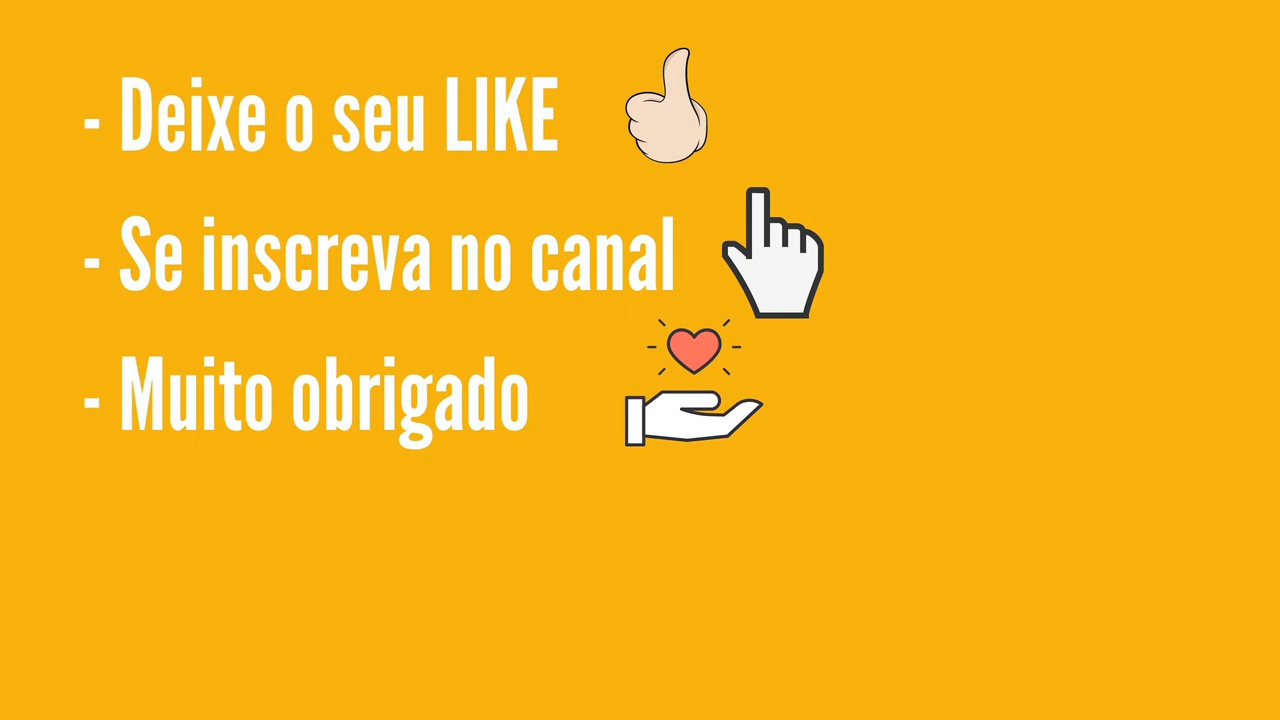 - Deixe o seu LIKE
- Se inscreva no canal
- Muito obrigado